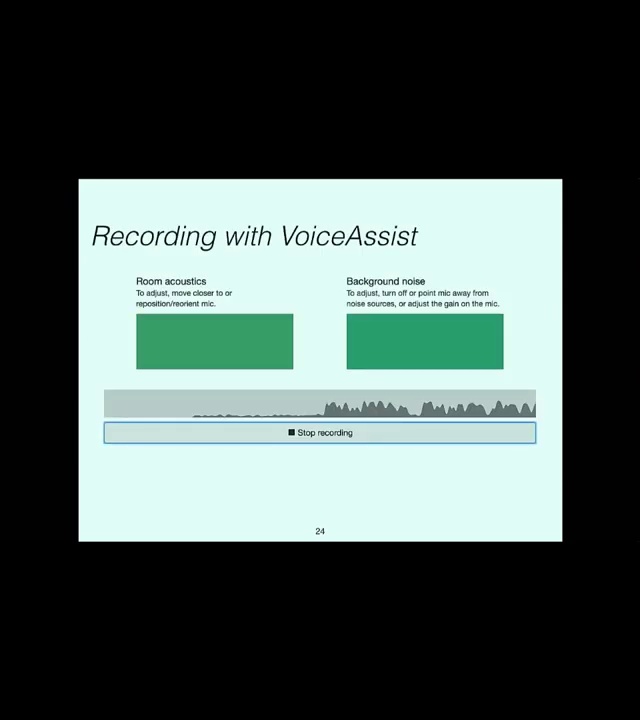 Recording with VoiceAssist
Room acoustics
To adjust, move closer to or
reposition/reorient mic.
Background noise
To adjust, turn off or point mic away from
noise sources, or adjust the gain on the mic.
Stop recording
24